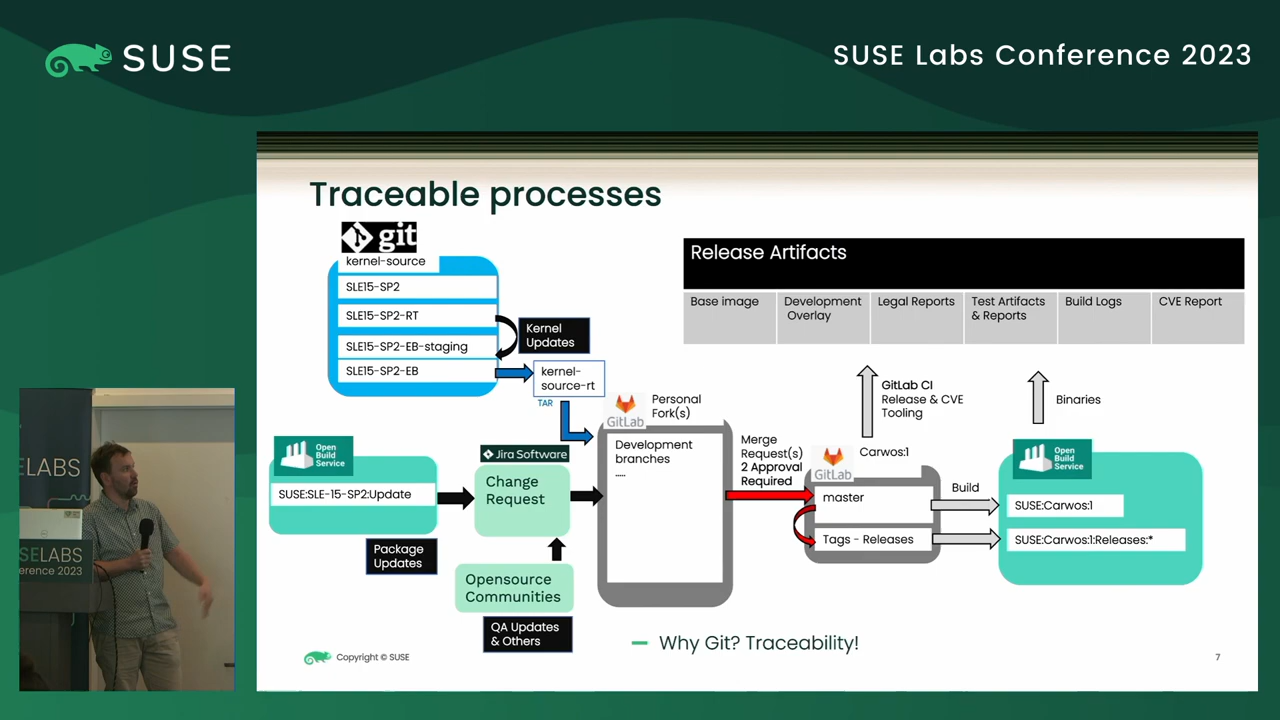 SUSE
SUSE Labs Conference 2023
Traceable processes
git
kernel-source
SLE15-SP2
SLE15-SP2-RT
SLE15-SP2-EB-staging
SLE15-SP2-EB
Kernel
Updates
kernel-
source-rt
TAR
Release Artifacts
Base image
Development
Overlay
Legal Reports
Test Artifacts
& Reports
Build Logs
CVE Report
GitLab CI
Release & CVE
Tooling
Binaries
Open
Build
Service
SUSE:SLE-15-SP2:Update
Package
Updates
Jira Software
Change
Request
Opensource
Communities
QA Updates
& Others
GitLab
Personal
Fork(s)
Development
branches
.....
Merge
Request(s)
2 Approval
Required
GitLab
Carwos:1
master
Tags - Releases
Build
Open
Build
Service
SUSE:Carwos:1
SUSE:Carwos:1:Releases:*
– Why Git? Traceability!
Copyright © SUSE
7
SELABS
SELABS
ference 2023